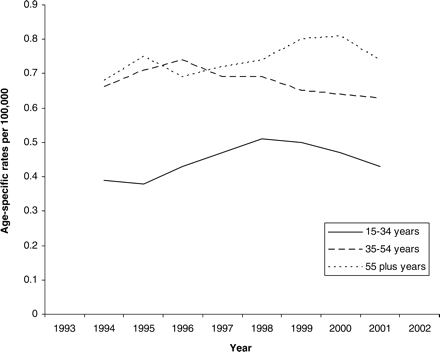 0.9
0.8
0.7
0.6
0.5
0.4
0.3
0.2
0.1
0
Age-specific rates per 100,000
15-34 years
35-54 years
55 plus years
1993 1994 1995 1996 1997 1998 1999 2000 2001 2002
Year